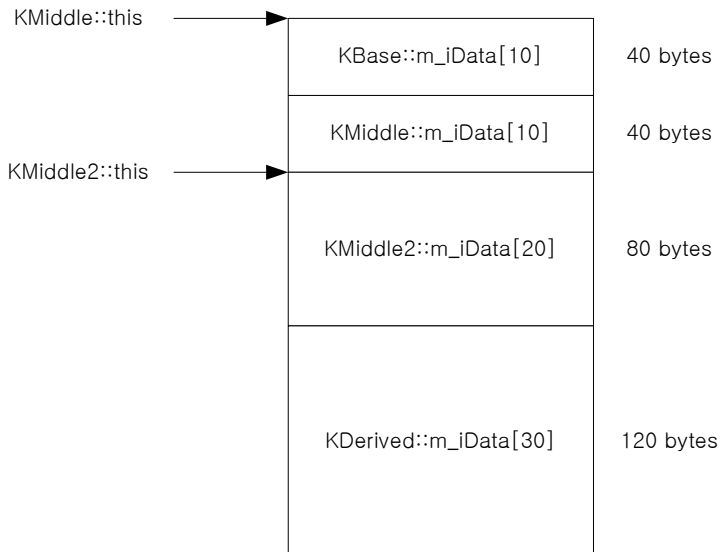 KMiddle::this
KBase::m_iData[10] 40 bytes
KMiddle::m_iData[10] 40 bytes
KMiddle2::this
KMiddle2::m_iData[20] 80 bytes
KDerived::m_iData[30] 120 bytes